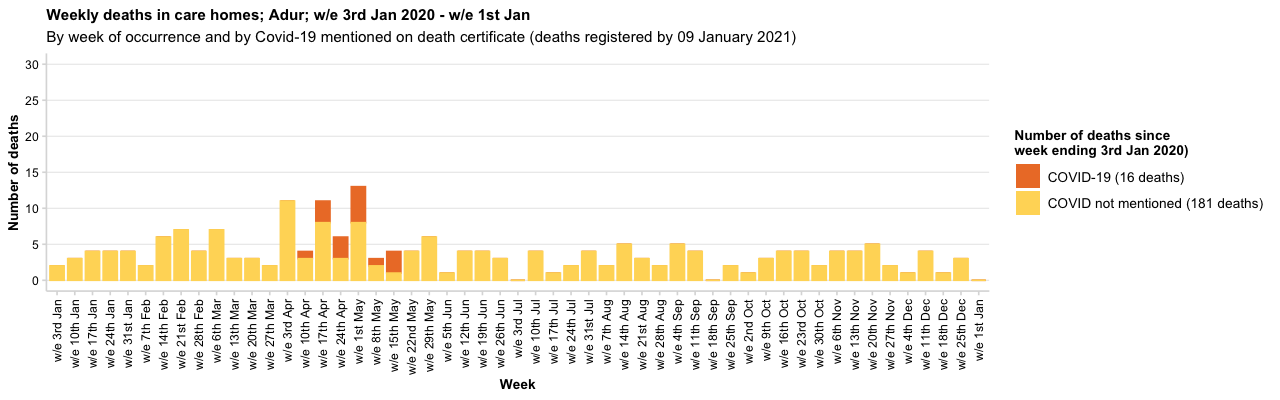 Weekly deaths in care homes; Adur; w/e 3rd Jan 2020 - w/e 1st Jan
By week of occurrence and by Covid-19 mentioned on death certificate (deaths registered by 09 January 2021)
Number of deaths
30
25
20
15
10
5
0
w/e 3rd Jan
w/e 10th Jan
w/e 17th Jan
w/e 24th Jan
w/e 31st Jan
w/e 7th Feb
w/e 14th Feb
w/e 21st Feb
w/e 28th Feb
w/e 6th Mar
w/e 13th Mar
w/e 20th Mar
w/e 27th Mar
w/e 3rd Apr
w/e 10th Apr
w/e 17th Apr
w/e 24th Apr
w/e 1st May
w/e 8th May
w/e 15th May
w/e 22nd May
w/e 29th May
w/e 5th Jun
w/e 12th Jun
w/e 19th Jun
w/e 26th Jun
w/e 3rd Jul
w/e 10th Jul
w/e 17th Jul
w/e 24th Jul
w/e 31st Jul
w/e 7th Aug
w/e 14th Aug
w/e 21st Aug
w/e 28th Aug
w/e 4th Sep
w/e 11th Sep
w/e 18th Sep
w/e 25th Sep
w/e 2nd Oct
w/e 9th Oct
w/e 16th Oct
w/e 23rd Oct
w/e 30th Oct
w/e 6th Nov
w/e 13th Nov
w/e 20th Nov
w/e 27th Nov
w/e 4th Dec
w/e 11th Dec
w/e 18th Dec
w/e 25th Dec
w/e 1st Jan
Week
Number of deaths since
week ending 3rd Jan 2020)
COVID-19 (16 deaths)
COVID not mentioned (181 deaths)